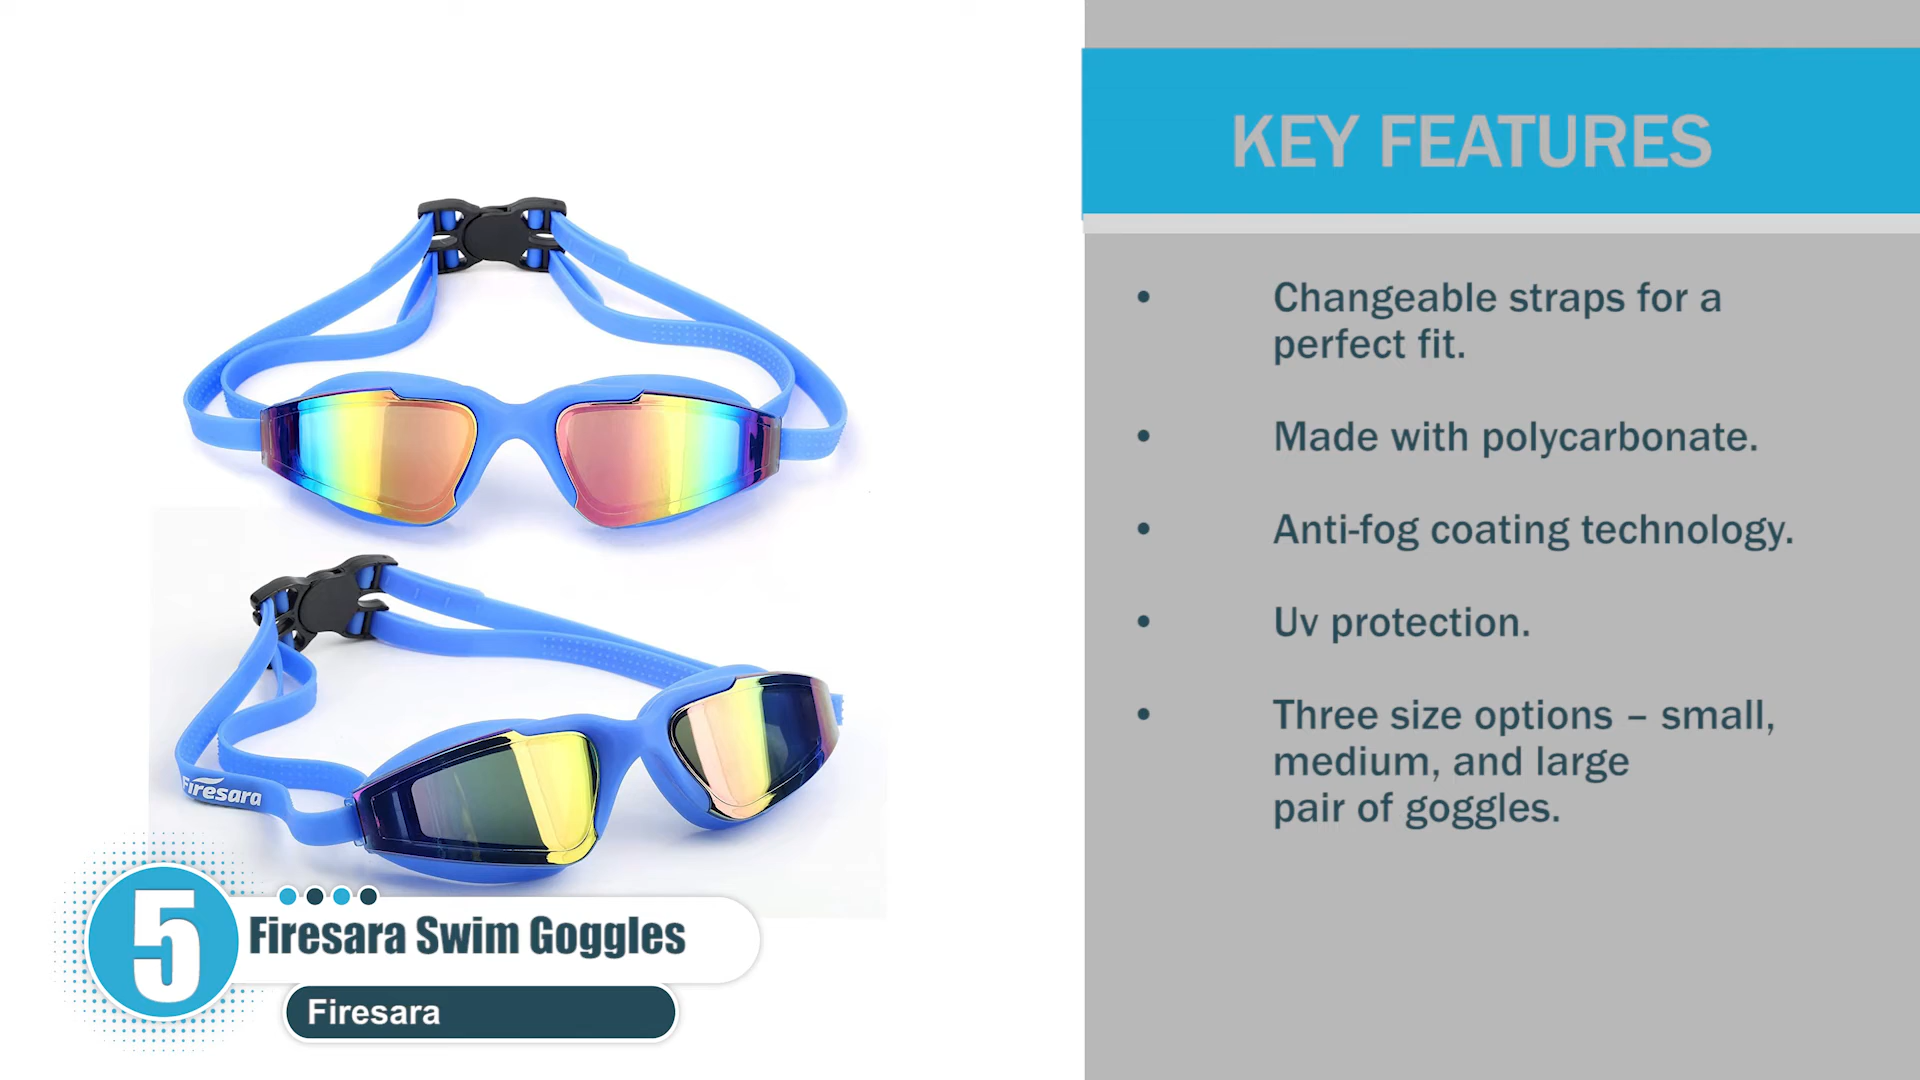 KEY FEATURES
• Changeable straps for a
perfect fit.
• Made with polycarbonate.
• Anti-fog coating technology.
• Uv protection.
• Three size options – small,
medium, and large
pair of goggles.
Firesara
5
Firesara Swim Goggles
Firesara